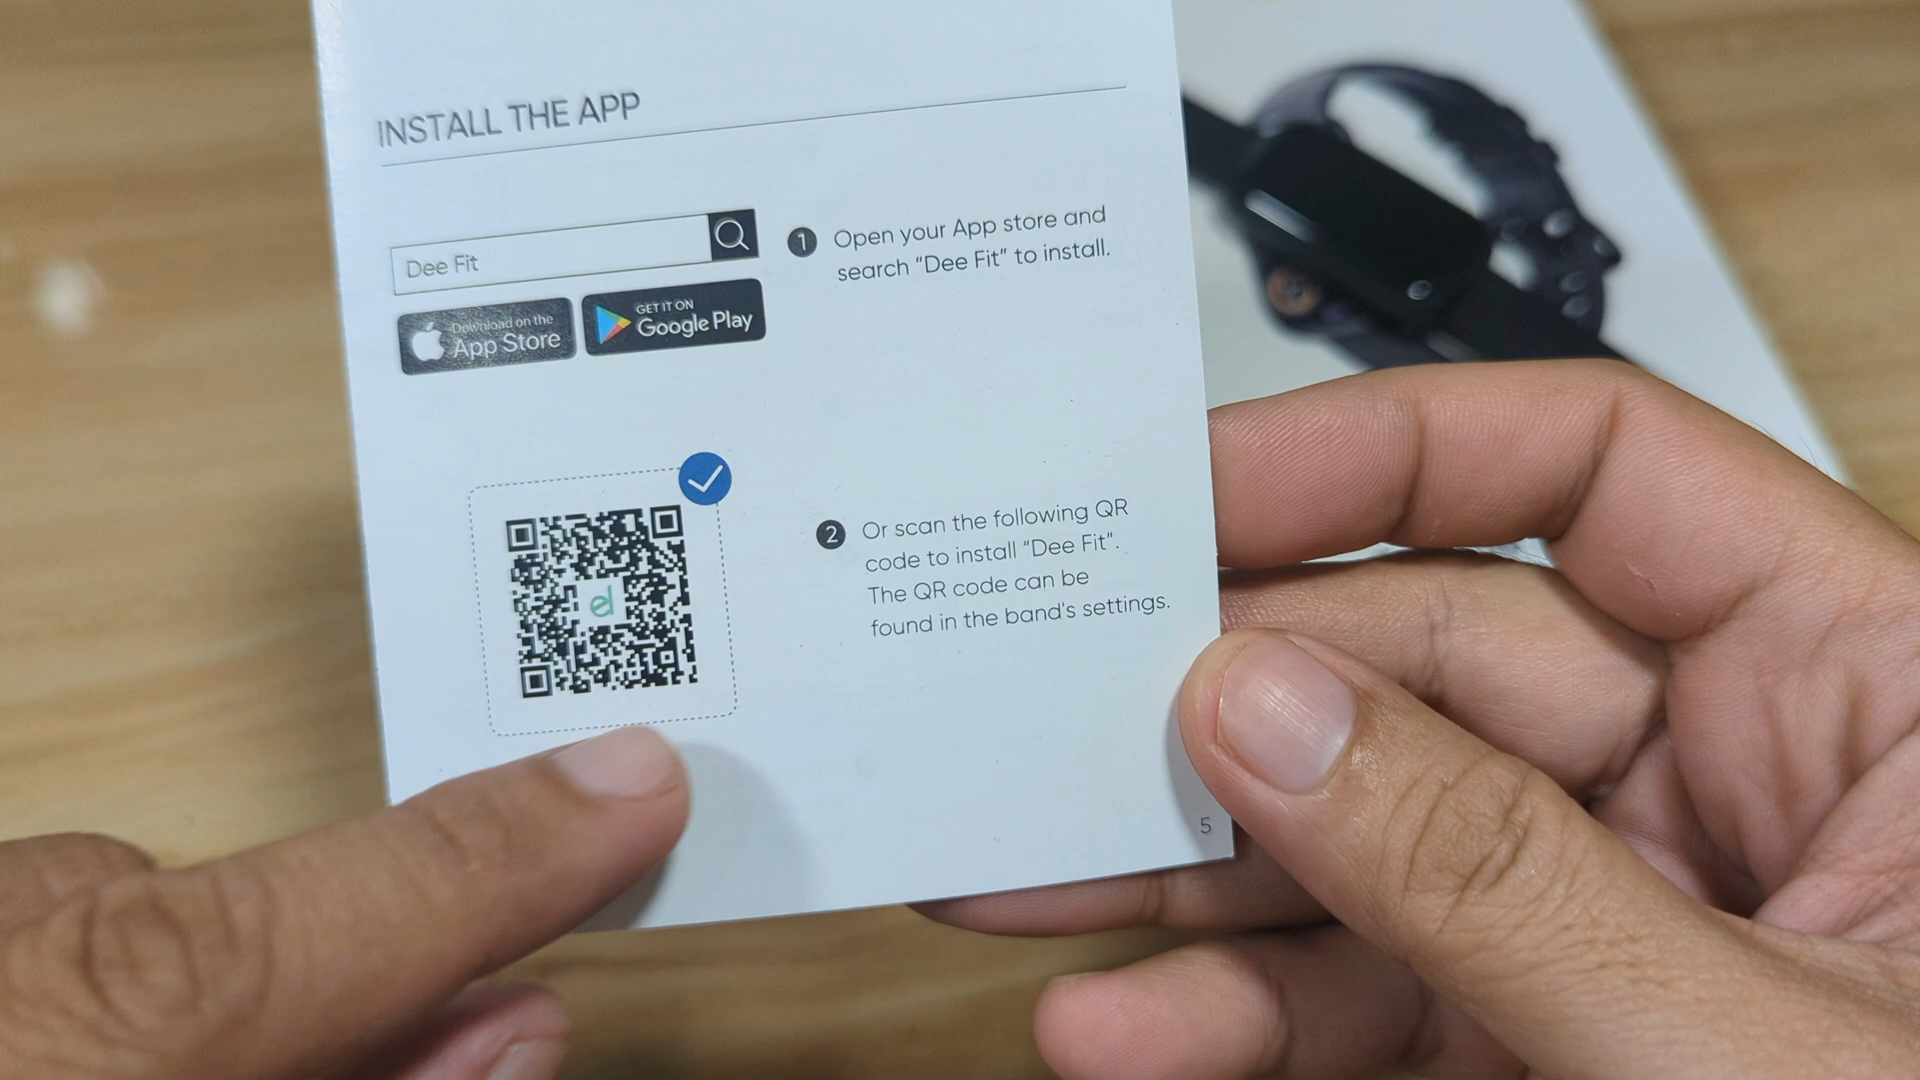 INSTALL THE APP
Dee Fit
Download on the
App Store
GET IT ON
Google Play
1 Open your App store and
search “Dee Fit” to install.
2 Or scan the following QR
code to install “Dee Fit”.
The QR code can be
found in the band's settings.
5